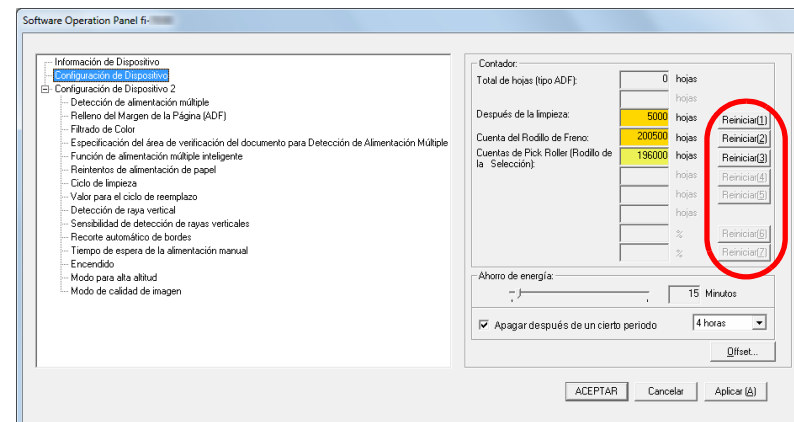 Software Operation Panel fi-
Información de Dispositivo
Configuración de Dispositivo
Configuración de Dispositivo 2
Detección de alimentación múltiple
Relleno del Margen de la Página (ADF)
Filtrado de Color
Especificación del área de verificación del documento para Detección de Alimentación Múltiple
Función de alimentación múltiple inteligente
Reintentos de alimentación de papel
Ciclo de limpieza
Valor para el ciclo de reemplazo
Detección de raya vertical
Sensibilidad de detección de rayas verticales
Recorte automático de bordes
Tiempo de espera de la alimentación manual
Encendido
Modo para alta altitud
Modo de calidad de imagen
Contador:
Total de hojas (tipo ADF): 0 hojas
hojas
Después de la limpieza: 5000 hojas Reiniciar(1)
Cuenta del Rodillo de Freno: 200500 hojas Reiniciar(2)
Cuentas de Pick Roller (Rodillo de 196000 hojas Reiniciar(3)
la Selección):
hojas Reiniciar(4)
hojas Reiniciar(5)
hojas
% Reiniciar(6)
% Reiniciar(7)
Ahorro de energía:
15 Minutos
Apagar después de un cierto periodo 4 horas
Offset...
ACEPTAR Cancelar Aplicar (A)